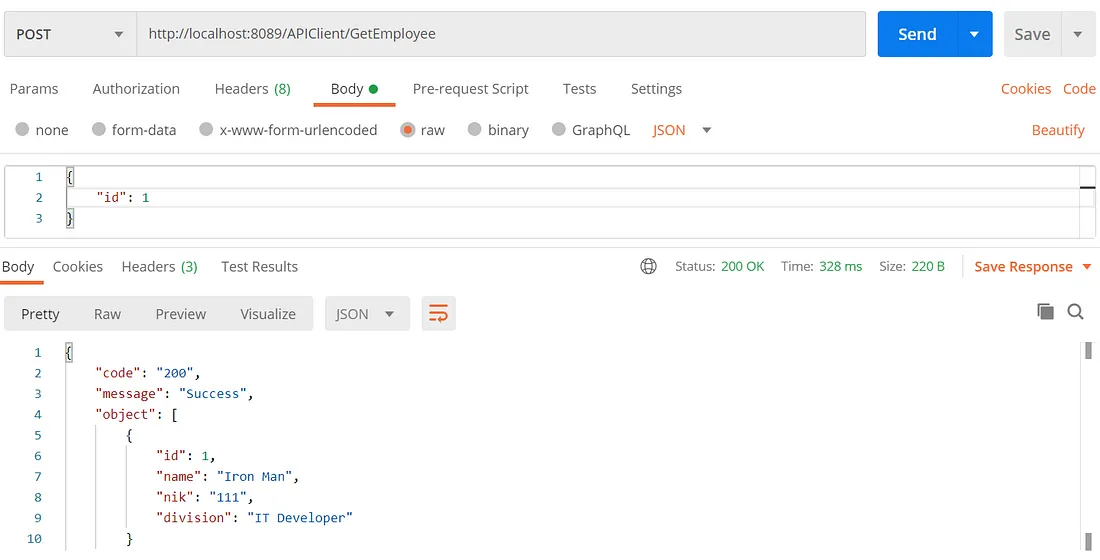 POST http://localhost:8089/APIClient/GetEmployee Send Save
Params Authorization Headers (8) Body Pre-request Script Tests Settings Cookies Code
none form-data x-www-form-urlencoded raw binary GraphQL JSON Beautify
1 {
2 "id": 1
3 }
Body Cookies Headers (3) Test Results Status: 200 OK Time: 328 ms Size: 220 B Save Response
Pretty Raw Preview Visualize JSON
1 {
2 "code": "200",
3 "message": "Success",
4 "object": [
5 {
6 "id": 1,
7 "name": "Iron Man",
8 "nik": "111",
9 "division": "IT Developer"
10 }